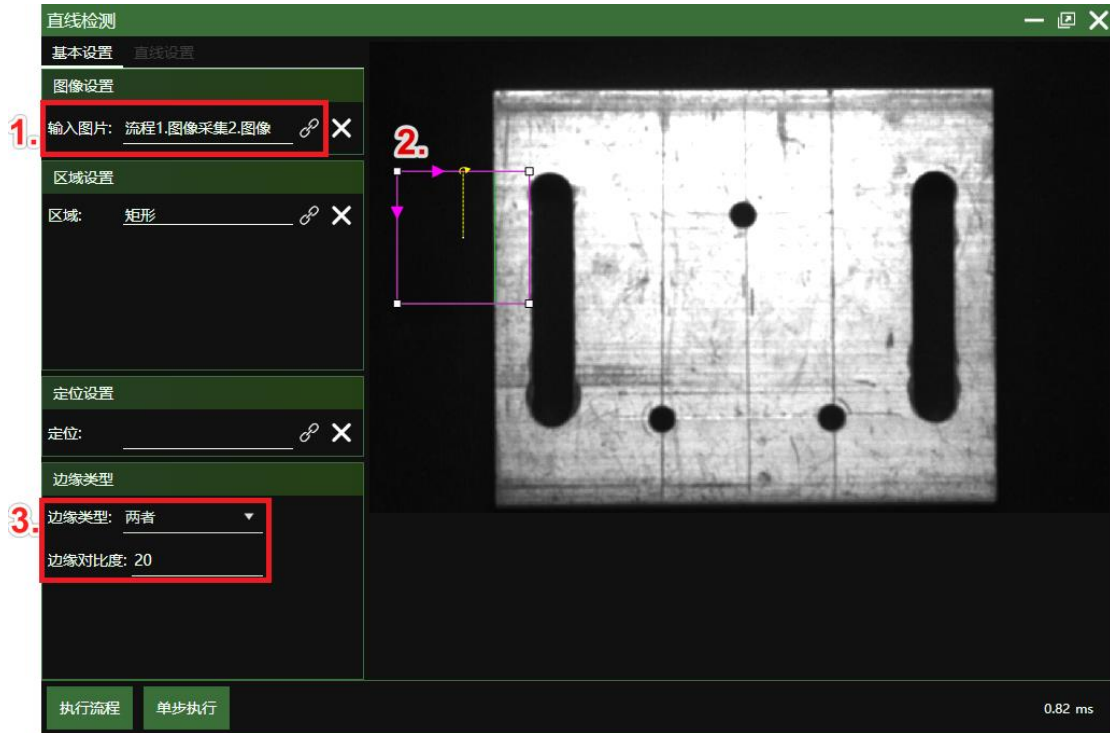 直线检测
基本设置 直线设置
图像设置
1. 输入图片: 流程1.图像采集2.图像
2.
区域设置
区域: 矩形
定位设置
定位:
边缘类型
3. 边缘类型: 两者
边缘对比度: 20
执行流程 单步执行 0.82 ms